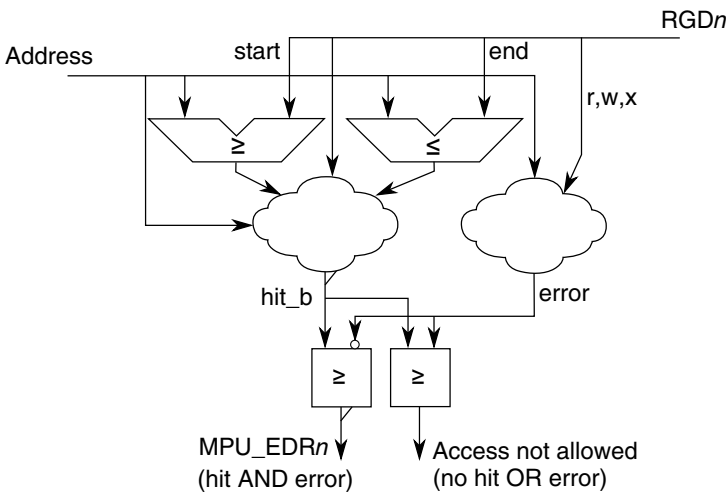 RGDn
start
end
Address
r,w,x
≥
≤
hit_b
error
≥
≥
MPU_EDRn
Access not allowed
(hit AND error)
(no hit OR error)